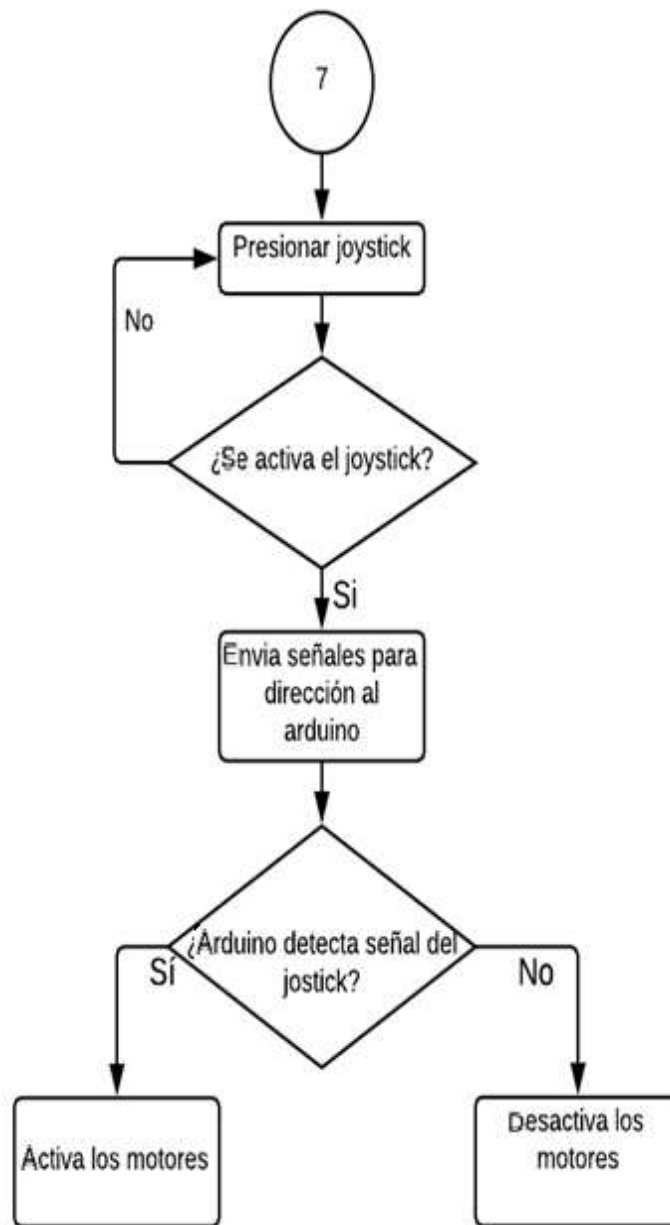 7
Presionar joystick
No
¿Se activa el joystick?
Si
Envia señales para
dirección al
arduino
¿Arduino detecta señal del
jostick?
Sí
No
Activa los motores
Desactiva los
motores